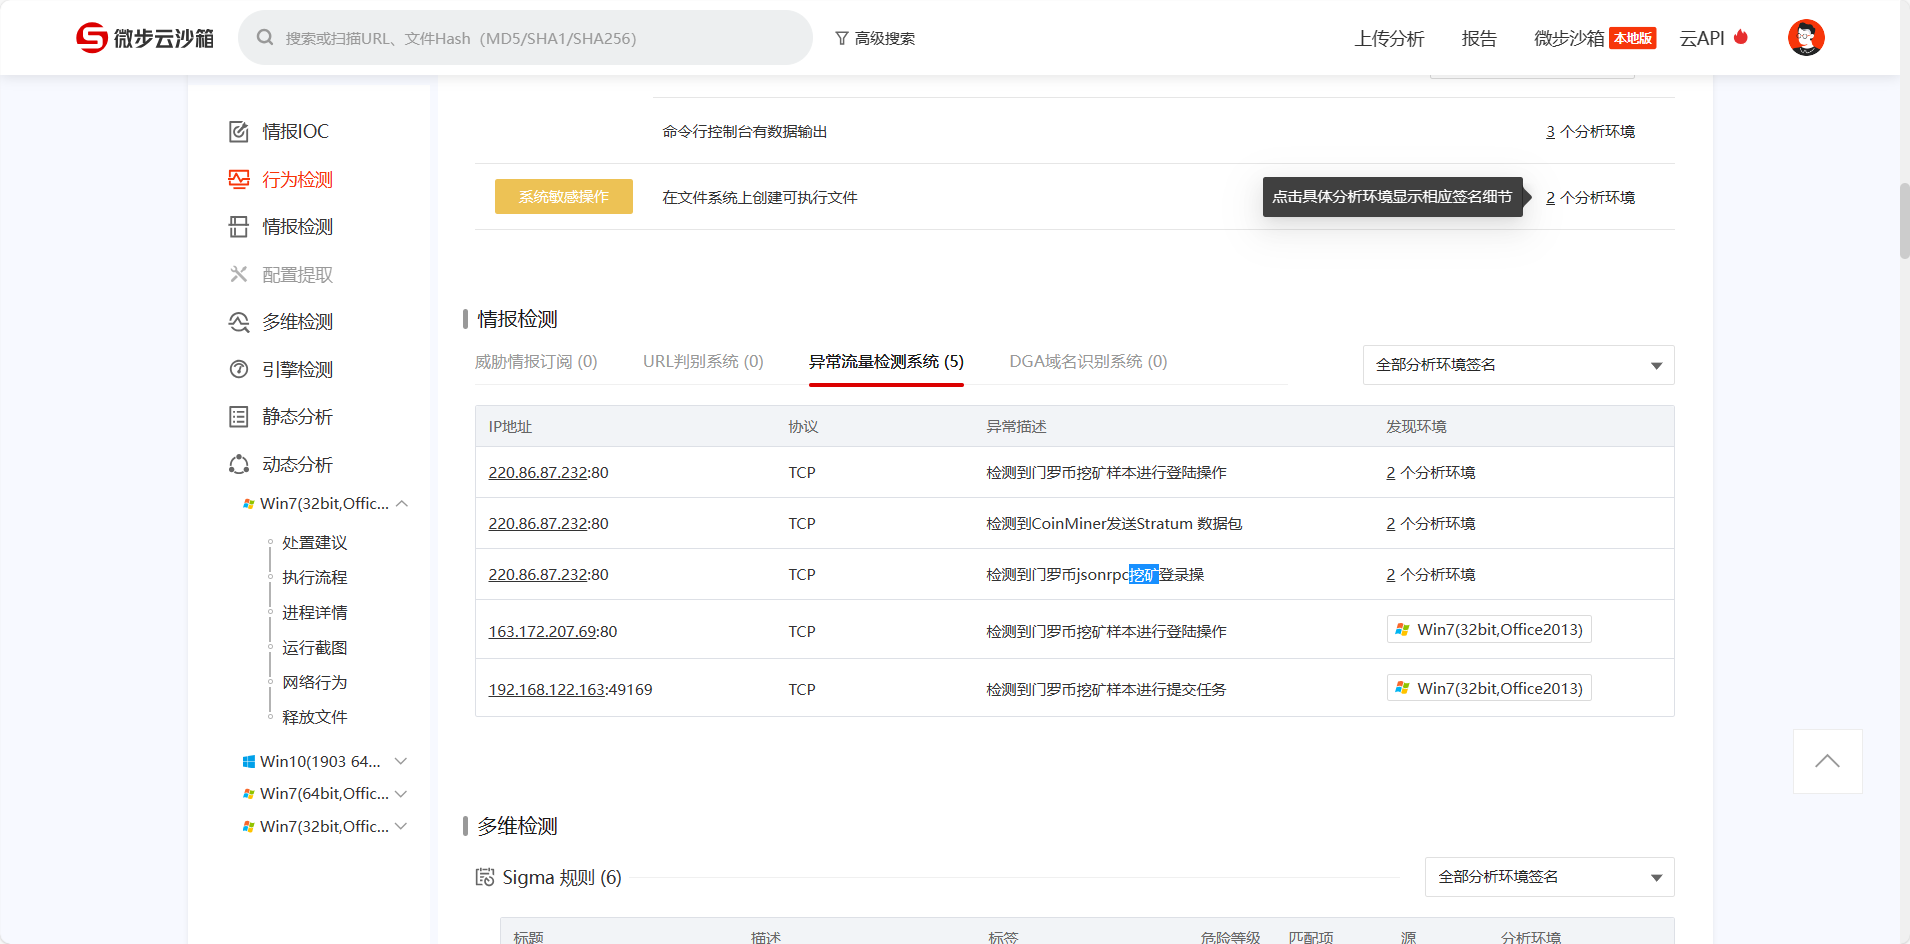 微步云沙箱
搜索或扫描URL、文件Hash（MD5/SHA1/SHA256）
高级搜索
上传分析
报告
微步沙箱 本地版
云API
情报IOC
行为检测
情报检测
配置提取
多维检测
引擎检测
静态分析
动态分析
Win7(32bit,Offic...
处置建议
执行流程
进程详情
运行截图
网络行为
释放文件
Win10(1903 64...
Win7(64bit,Offic...
Win7(32bit,Offic...
命令行控制台有数据输出
3 个分析环境
系统敏感操作
在文件系统上创建可执行文件
点击具体分析环境显示相应签名细节
2 个分析环境
情报检测
威胁情报订阅 (0)
URL判别系统 (0)
异常流量检测系统 (5)
DGA域名识别系统 (0)
全部分析环境签名
IP地址 协议 异常描述 发现环境
220.86.87.232:80 TCP 检测到门罗币挖矿样本进行登陆操作 2 个分析环境
220.86.87.232:80 TCP 检测到CoinMiner发送Stratum 数据包 2 个分析环境
220.86.87.232:80 TCP 检测到门罗币jsonrpc挖矿登录操 2 个分析环境
163.172.207.69:80 TCP 检测到门罗币挖矿样本进行登陆操作 Win7(32bit,Office2013)
192.168.122.163:49169 TCP 检测到门罗币挖矿样本进行提交任务 Win7(32bit,Office2013)
多维检测
Sigma 规则 (6)
全部分析环境签名
标题 描述 标签 危险等级 匹配项 源 分析环境